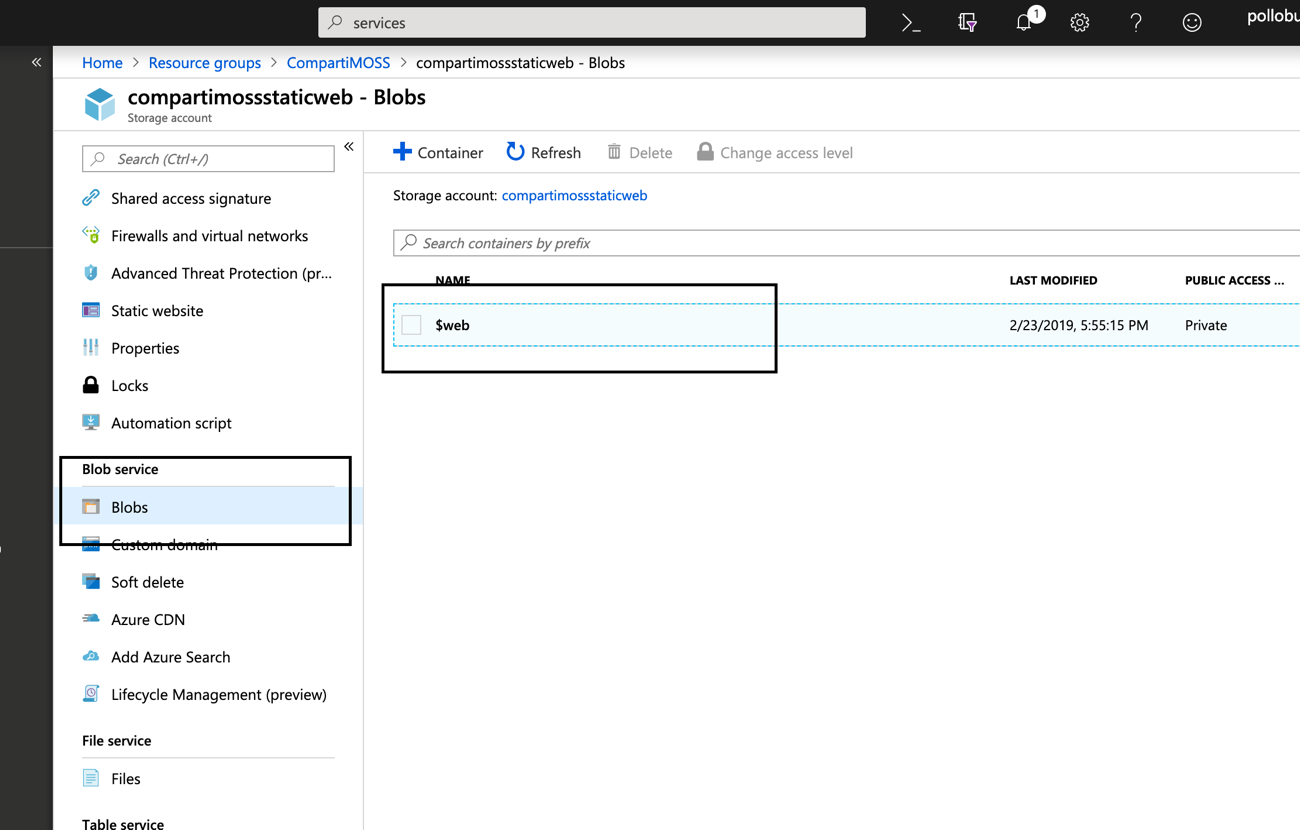 services
1
pollobu
Home > Resource groups > CompartiMOSS > compartimossstaticweb - Blobs
compartimossstaticweb - Blobs
Storage account
Search (Ctrl+/)
Shared access signature
Firewalls and virtual networks
Advanced Threat Protection (pr...
Static website
Properties
Locks
Automation script
Blob service
Blobs
Custom domain
Soft delete
Azure CDN
Add Azure Search
Lifecycle Management (preview)
File service
Files
Table service
Container Refresh Delete Change access level
Storage account: compartimossstaticweb
Search containers by prefix
NAME LAST MODIFIED PUBLIC ACCESS ...
$web 2/23/2019, 5:55:15 PM Private